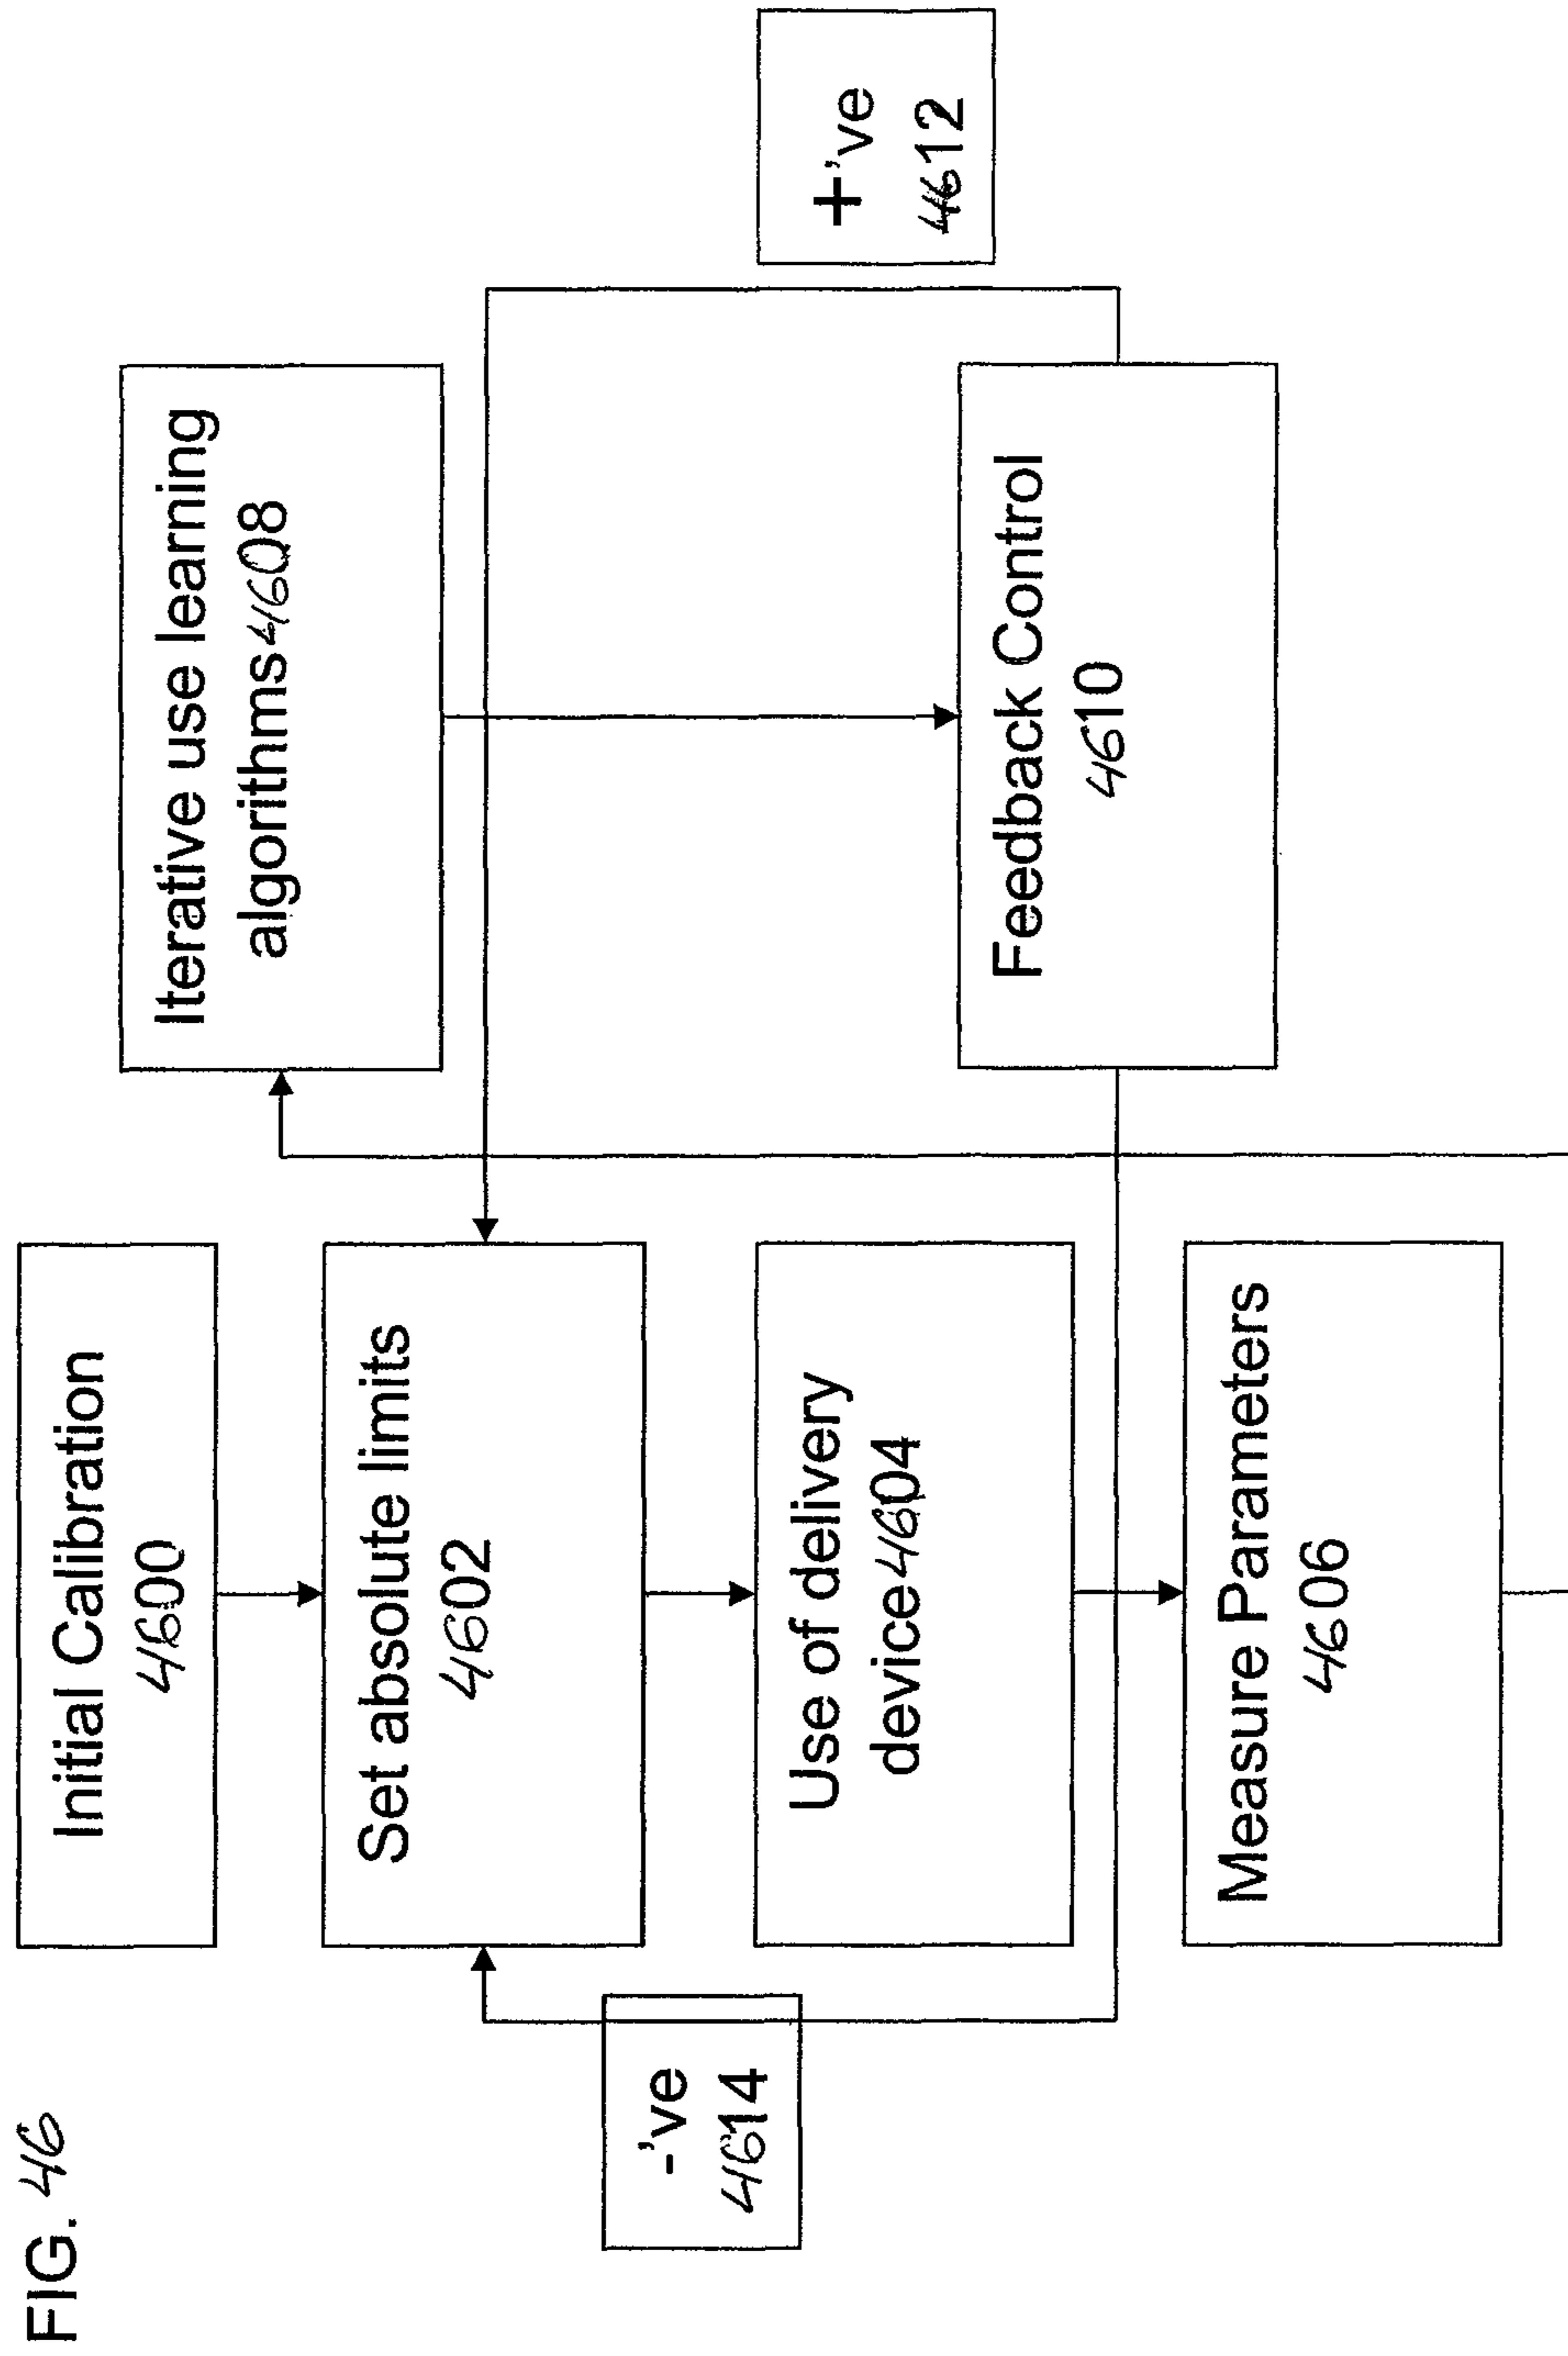 FIG. 46
Initial Calibration
4600
Set absolute limits
4602
Use of delivery
device 4604
Measure Parameters
4606
Iterative use learning
algorithms 4608
Feedback Control
4610
+'ve
4612
-'ve
4614